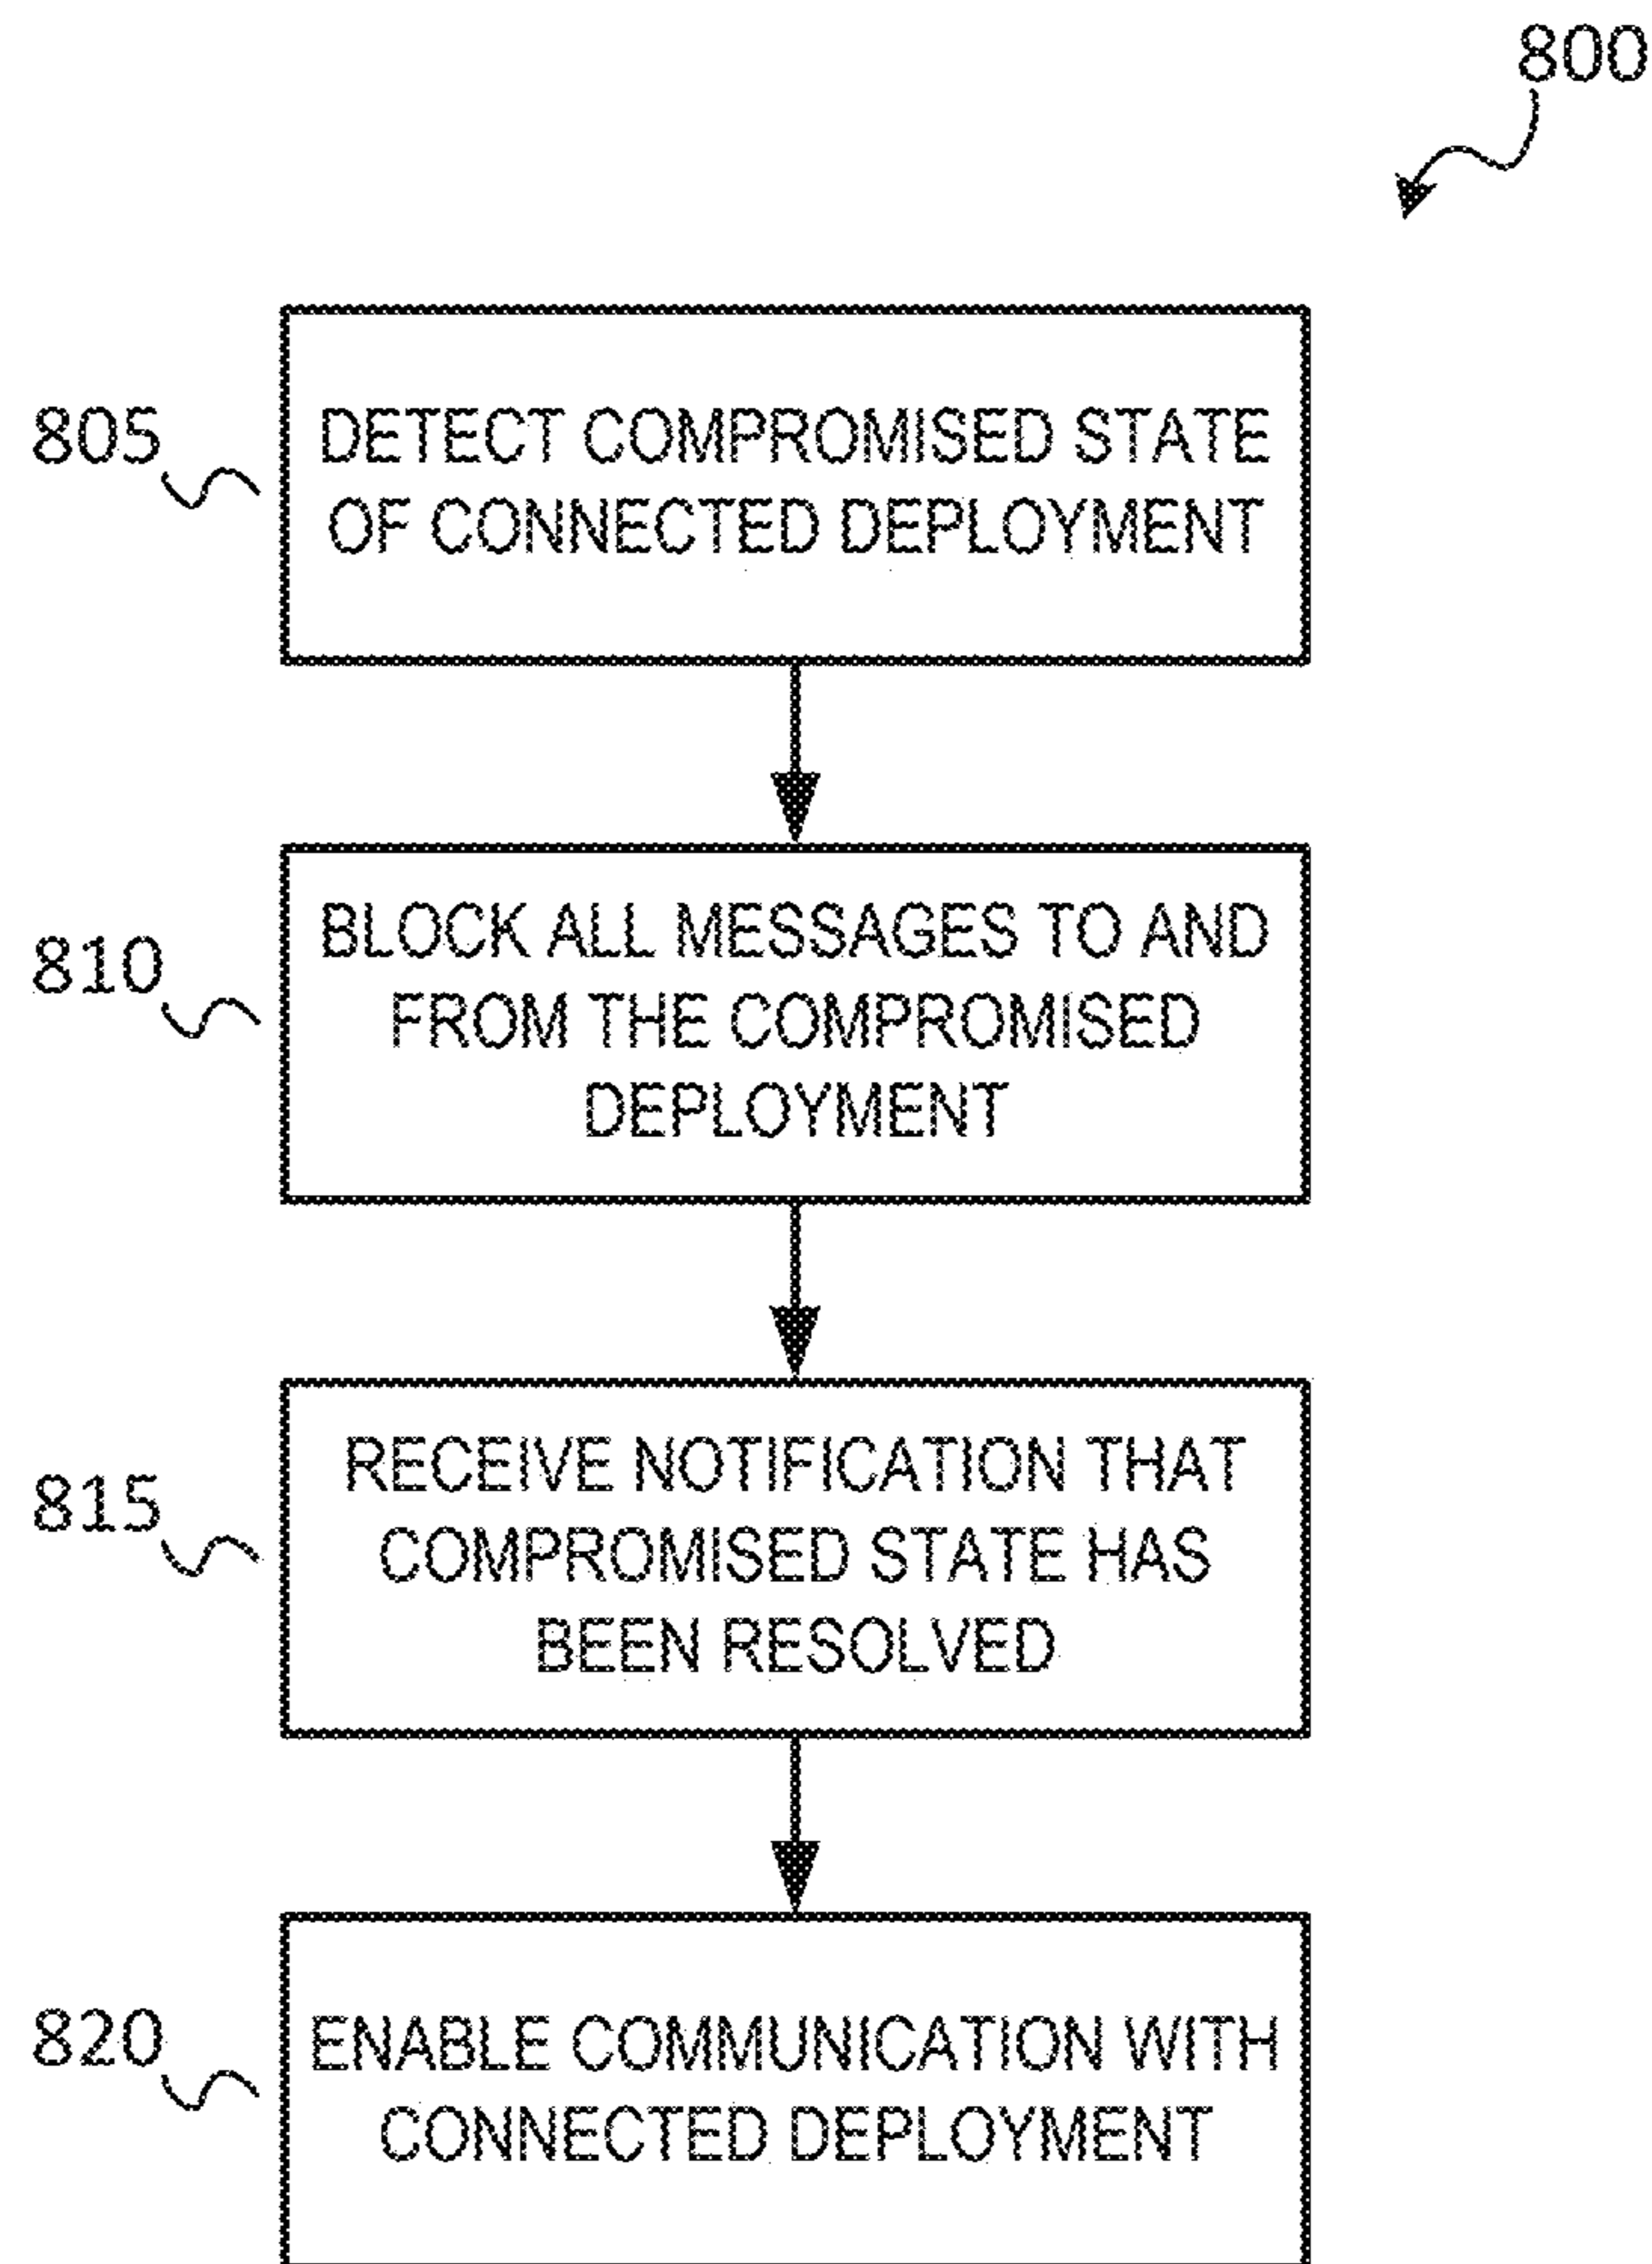 800
805
DETECT COMPROMISED STATE
OF CONNECTED DEPLOYMENT
810
BLOCK ALL MESSAGES TO AND
FROM THE COMPROMISED
DEPLOYMENT
815
RECEIVE NOTIFICATION THAT
COMPROMISED STATE HAS
BEEN RESOLVED
820
ENABLE COMMUNICATION WITH
CONNECTED DEPLOYMENT